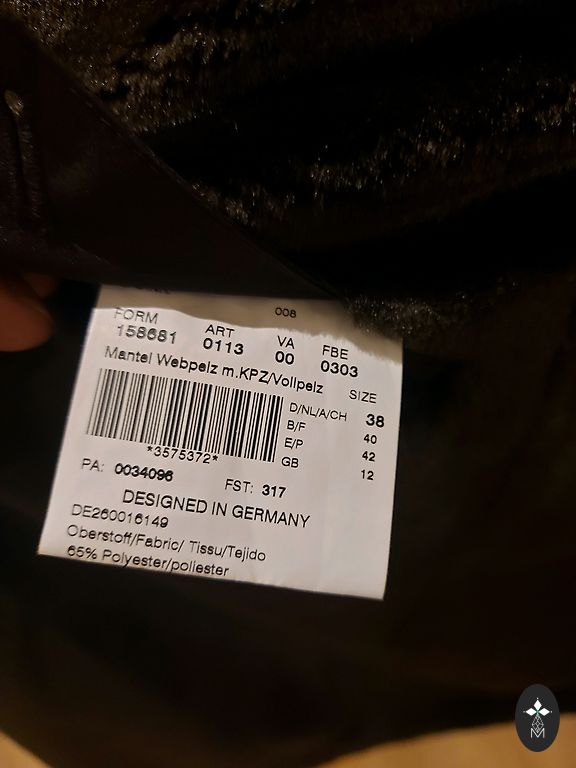 008
FORM ART VA FBE
158681 0113 00 0303
Mantel Webpelz m.KPZ/Vollpelz
SIZE
D/NL/A/CH 38
B/F 40
E/P 42
GB 12
*3575372*
PA: 0034096 FST: 317
DESIGNED IN GERMANY
DE260016149
Oberstoff/Fabric/ Tissu/Tejido
65% Polyester/poliester
M